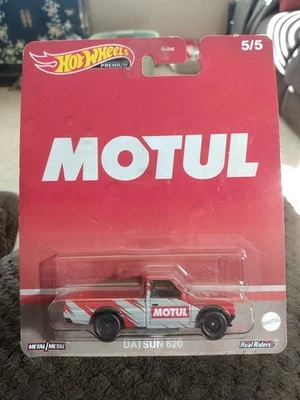 HOT WHEELS
PREMIUM
5/5
MOTUL
MOTUL
DATSUN 620
METAL/METAL
Real Riders
MATTEL